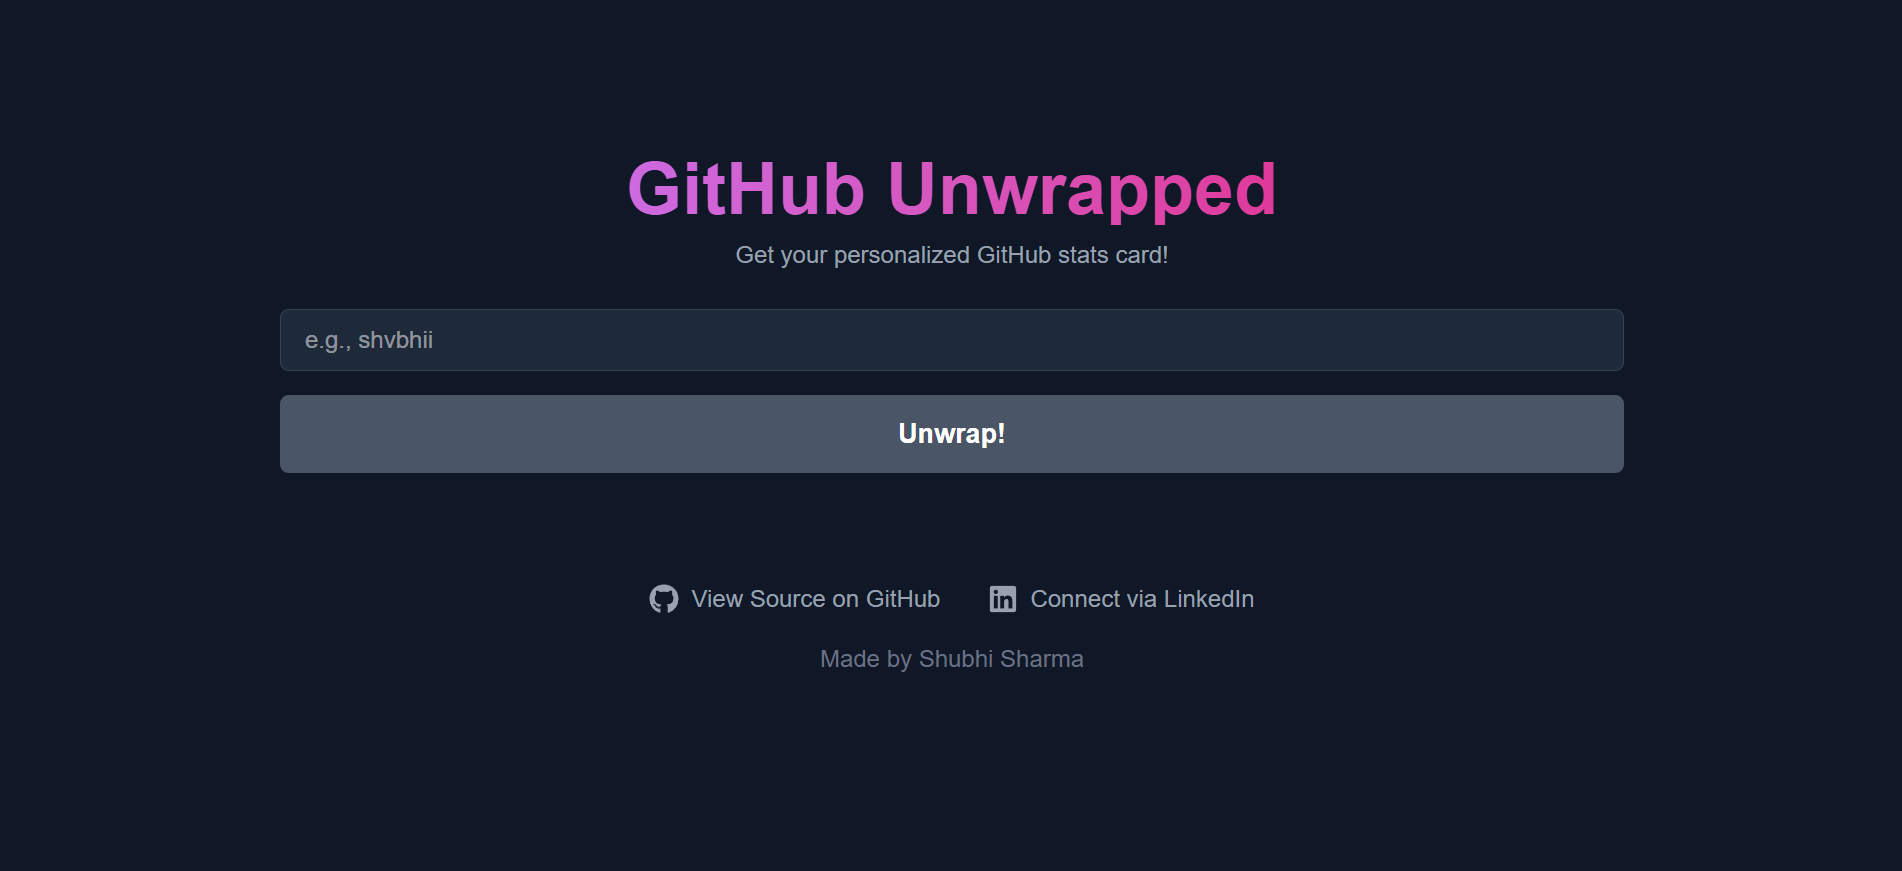 GitHub Unwrapped
Get your personalized GitHub stats card!
e.g., shvbhii
Unwrap!
View Source on GitHub Connect via LinkedIn
Made by Shubhi Sharma